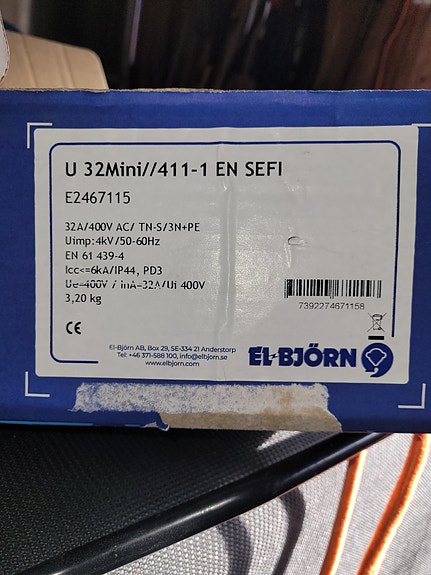 U 32Mini//411-1 EN SEFI
E2467115
32A/400V AC/ TN-S/3N+PE
Uimp:4kV/50-60Hz
EN 61 439-4
Icc<=6kA/IP44, PD3
Ue=400V / InA=32A/Ui 400V
3,20 kg
7392274671158
CE
El-Björn AB, Box 29, SE-334 21 Anderstorp
Tel: +46 371-588 100, info@elbjorn.se
www.elbjorn.com
EL-BJÖRN